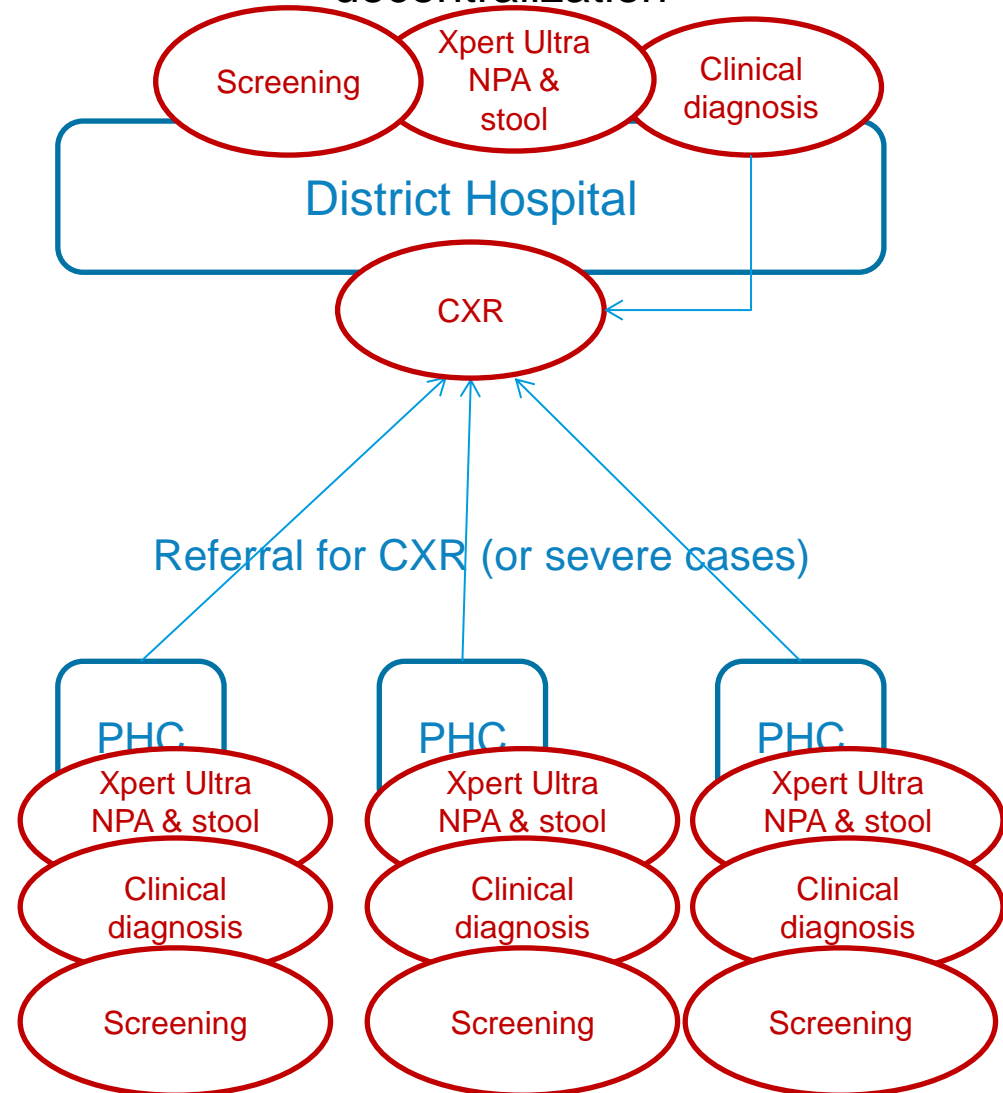 decentralization
Screening
Xpert Ultra
NPA &
stool
Clinical
diagnosis
District Hospital
CXR
Referral for CXR (or severe cases)
PHC
PHC
PHC
Xpert Ultra
NPA & stool
Xpert Ultra
NPA & stool
Xpert Ultra
NPA & stool
Clinical
diagnosis
Clinical
diagnosis
Clinical
diagnosis
Screening
Screening
Screening